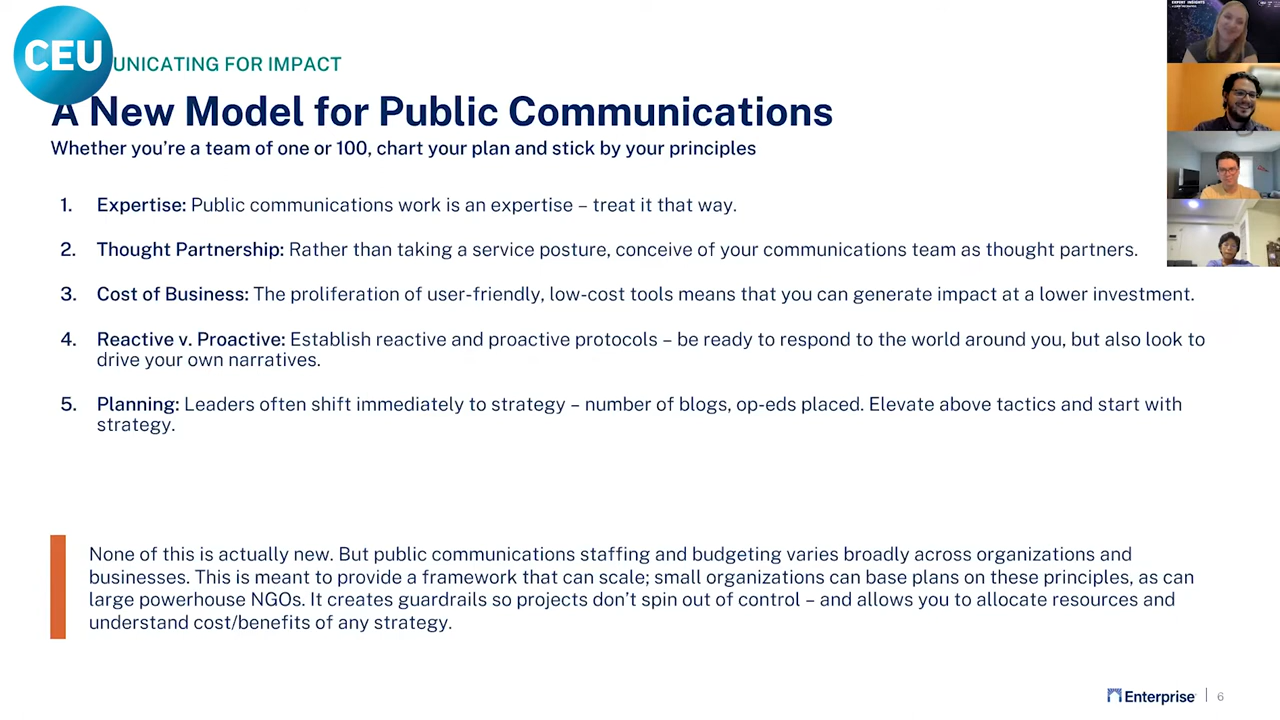 CEU
UNICATING FOR IMPACT
A New Model for Public Communications
Whether you're a team of one or 100, chart your plan and stick by your principles
1. Expertise: Public communications work is an expertise – treat it that way.
2. Thought Partnership: Rather than taking a service posture, conceive of your communications team as thought partners.
3. Cost of Business: The proliferation of user-friendly, low-cost tools means that you can generate impact at a lower investment.
4. Reactive v. Proactive: Establish reactive and proactive protocols – be ready to respond to the world around you, but also look to
drive your own narratives.
5. Planning: Leaders often shift immediately to strategy – number of blogs, op-eds placed. Elevate above tactics and start with
strategy.
None of this is actually new. But public communications staffing and budgeting varies broadly across organizations and
businesses. This is meant to provide a framework that can scale; small organizations can base plans on these principles, as can
large powerhouse NGOs. It creates guardrails so projects don't spin out of control – and allows you to allocate resources and
understand cost/benefits of any strategy.
Enterprise
6
EXPERT INSIGHTS